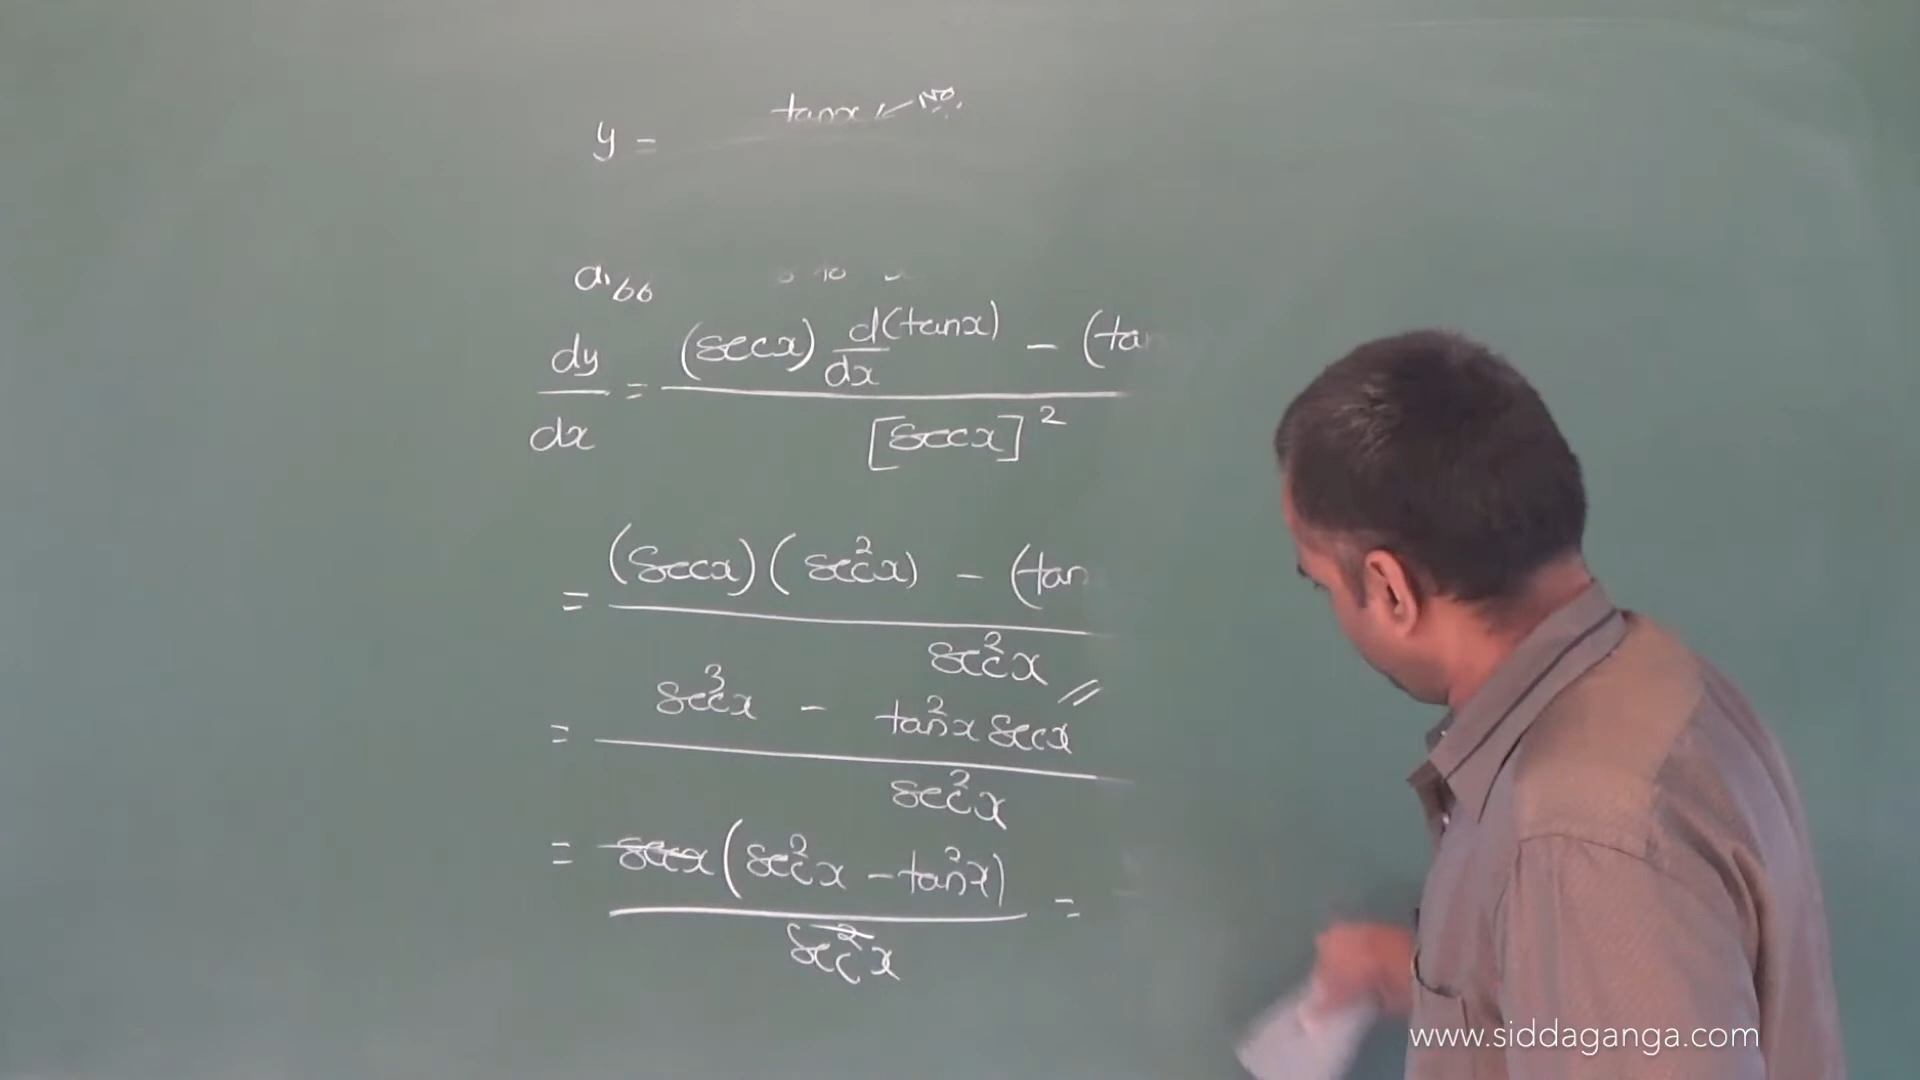 tanx ← Nr.
y =
dy/dx = (secx) d(tanx)/dx - (tan / [secx]²
= (secx)(sec²x) - (tan / sec²x //
= sec³x - tan²x secx / sec²x
= secx(sec²x - tan²x) / sec²x =
www.siddaganga.com